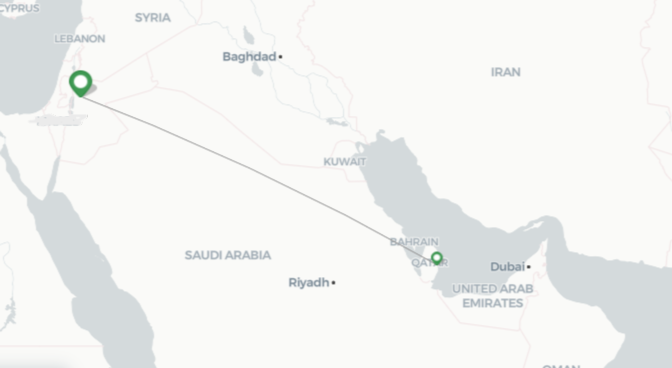 CYPRUS
SYRIA
LEBANON
Baghdad
IRAN
KUWAIT
BAHRAIN
QATAR
SAUDI ARABIA
Dubai
Riyadh
UNITED ARAB
EMIRATES
OMAN